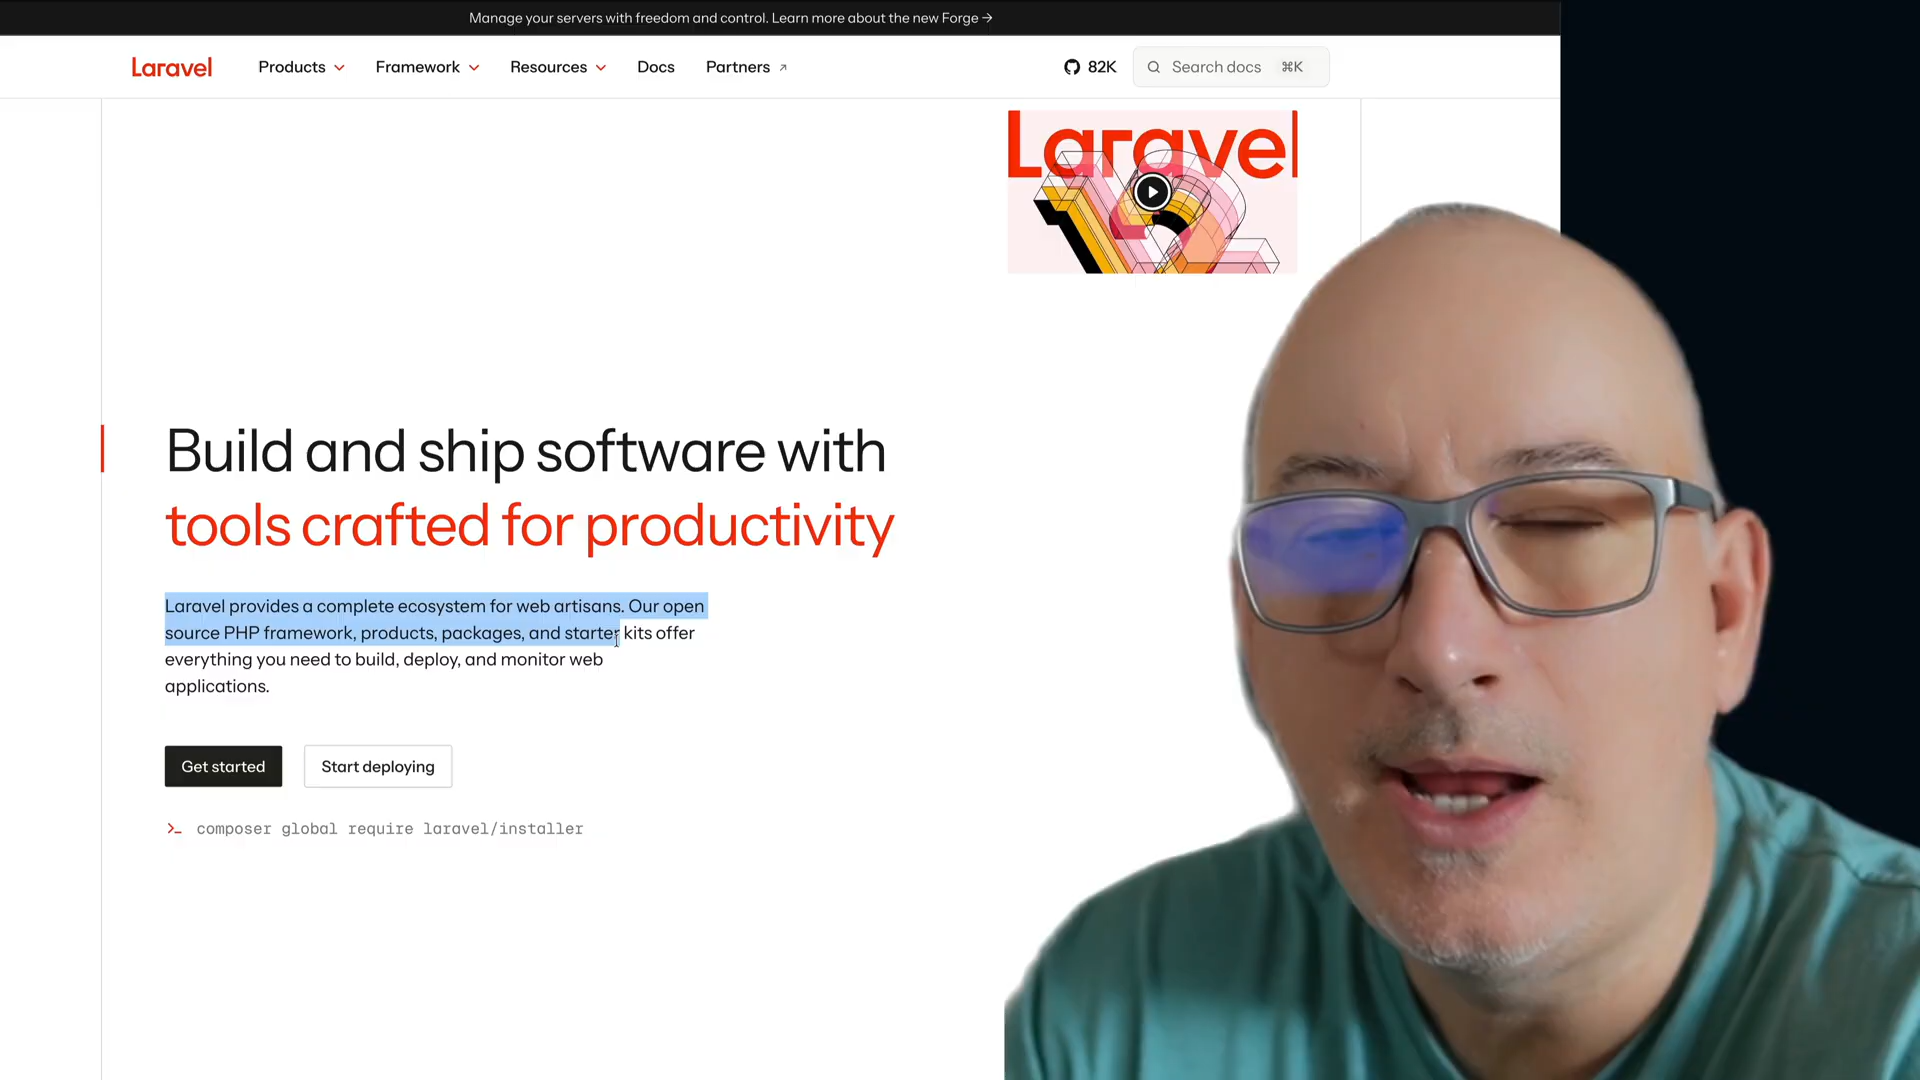 Manage your servers with freedom and control. Learn more about the new Forge →
Laravel Products Framework Resources Docs Partners ↗ 82K Search docs ⌘K
Laravel
Build and ship software with
tools crafted for productivity
Laravel provides a complete ecosystem for web artisans. Our open
source PHP framework, products, packages, and starter kits offer
everything you need to build, deploy, and monitor web
applications.
Get started Start deploying
>_ composer global require laravel/installer